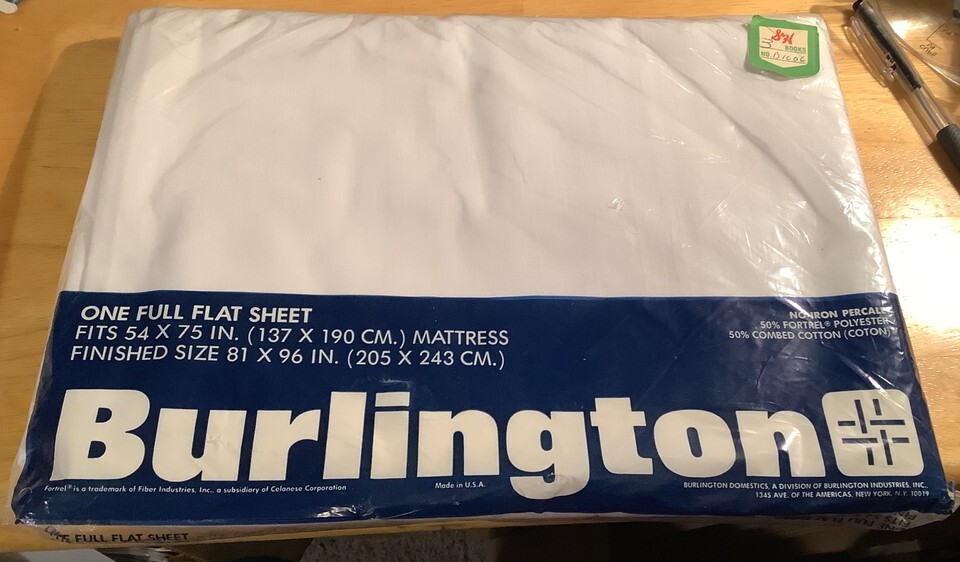 S&H
BOOKS
ONE FULL FLAT SHEET
FITS 54 X 75 IN. (137 X 190 CM.) MATTRESS
FINISHED SIZE 81 X 96 IN. (205 X 243 CM.)
NO-IRON PERCALE
50% FORTREL® POLYESTER
50% COMBED COTTON (COTON)
Burlington
Fortrel® is a trademark of Fiber Industries, Inc., a subsidiary of Celanese Corporation
Made in U.S.A.
BURLINGTON DOMESTICS, A DIVISION OF BURLINGTON INDUSTRIES, INC.,
1345 AVE. OF THE AMERICAS, NEW YORK, N.Y. 10019
FULL FLAT SHEET